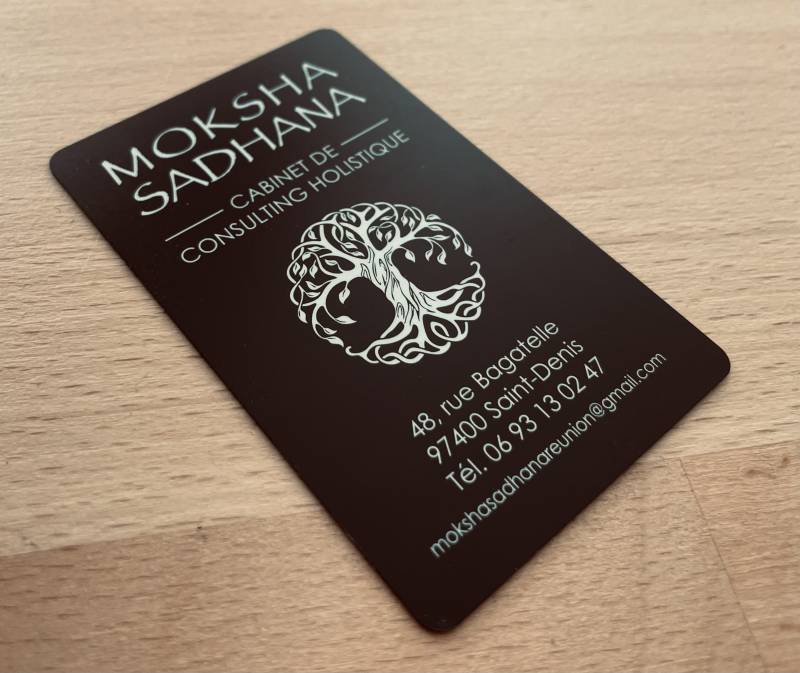 MOKSHA
SADHANA
CABINET DE
CONSULTING HOLISTIQUE
48, rue Bagatelle
97400 Saint-Denis
Tél. 06 93 13 02 47
mokshasadhanareunion@gmail.com